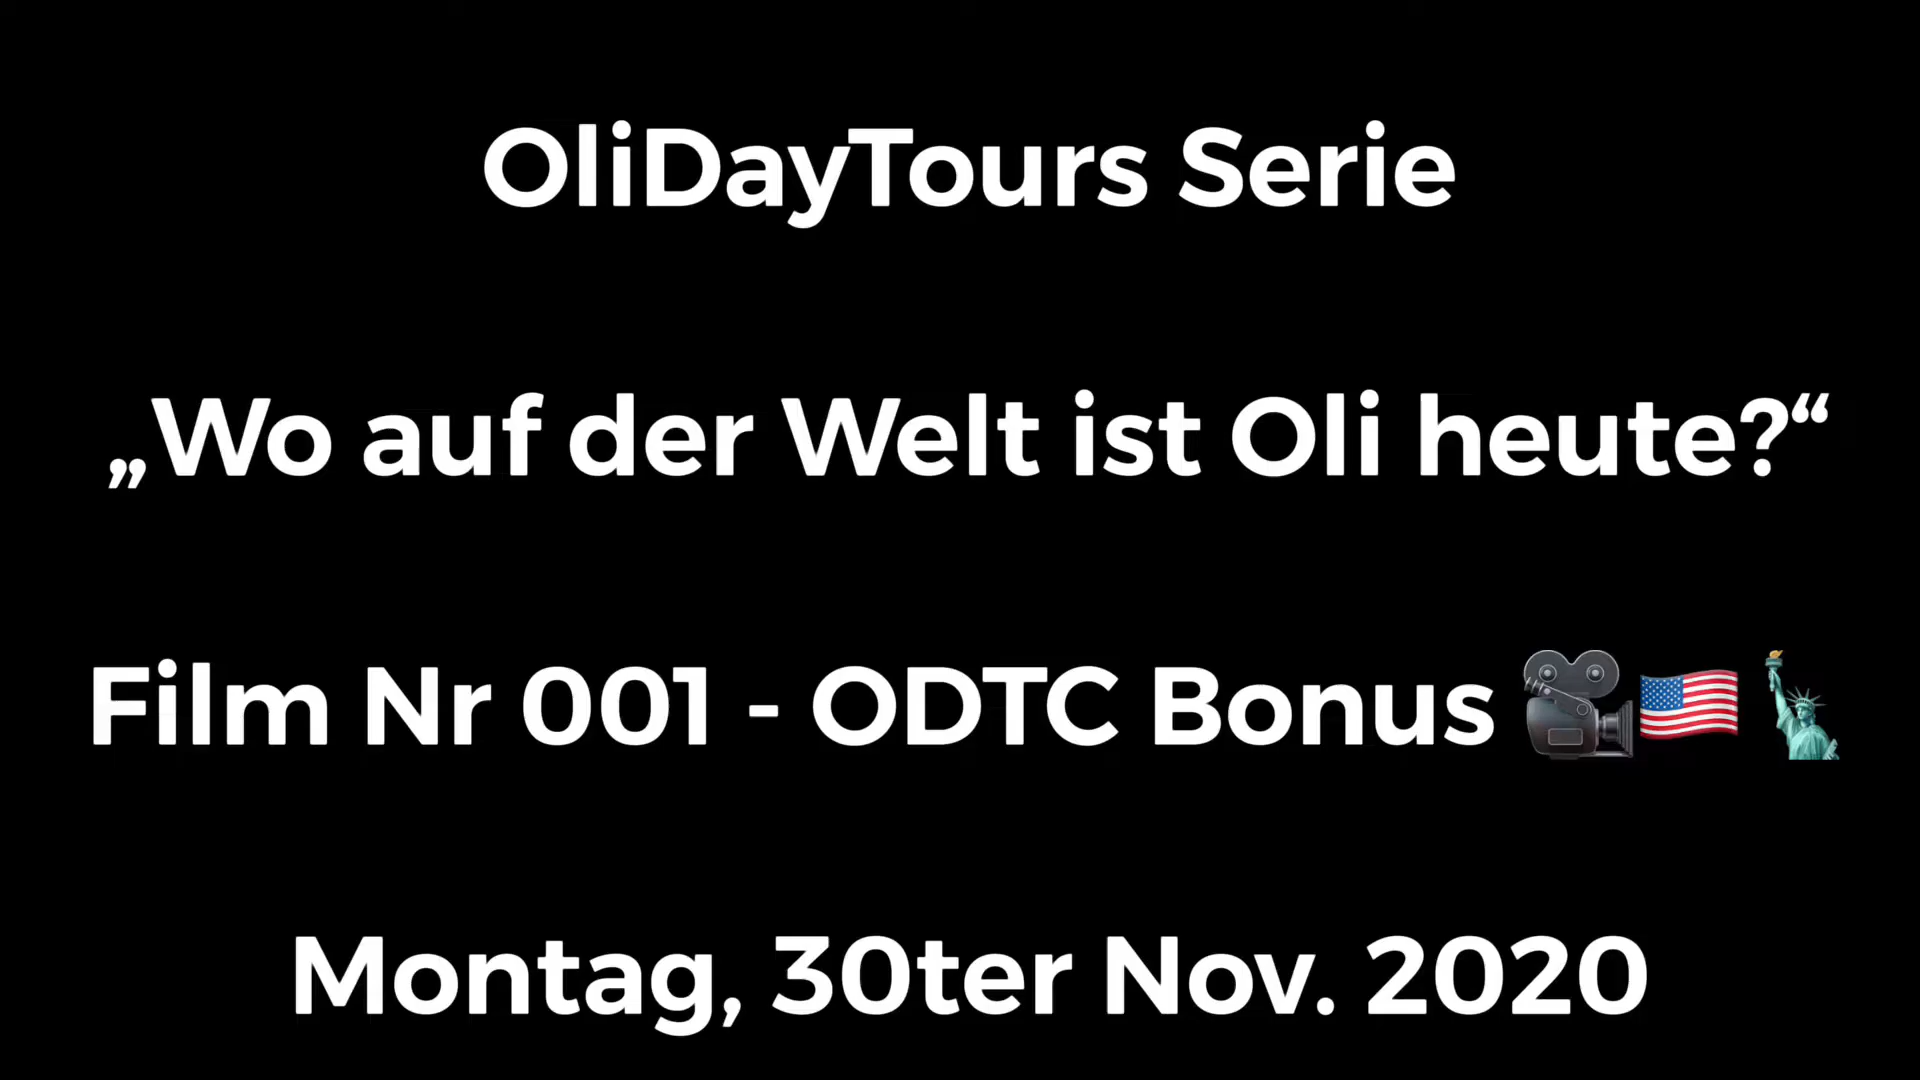 OliDayTours Serie
„Wo auf der Welt ist Oli heute?“
Film Nr 001 - ODTC Bonus 🎥🇺🇸🗽
Montag, 30ter Nov. 2020